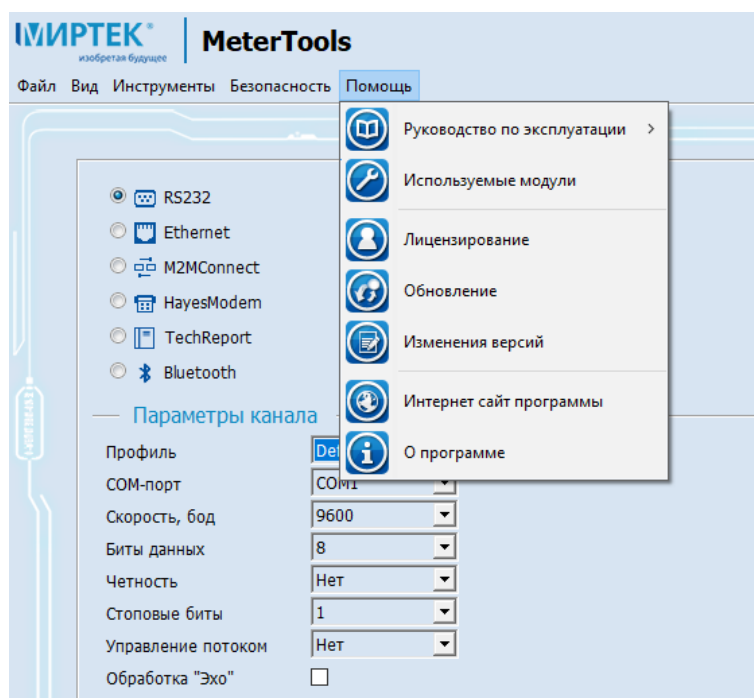 МИРТЕК
изобретая будущее
MeterTools
Файл Вид Инструменты Безопасность Помощь
Руководство по эксплуатации
Используемые модули
Лицензирование
Обновление
Изменения версий
Интернет сайт программы
О программе
RS232
Ethernet
M2MConnect
HayesModem
TechReport
Bluetooth
Параметры канала
Профиль
COM-порт COM1
Скорость, бод 9600
Биты данных 8
Четность Нет
Стоповые биты 1
Управление потоком Нет
Обработка "Эхо"